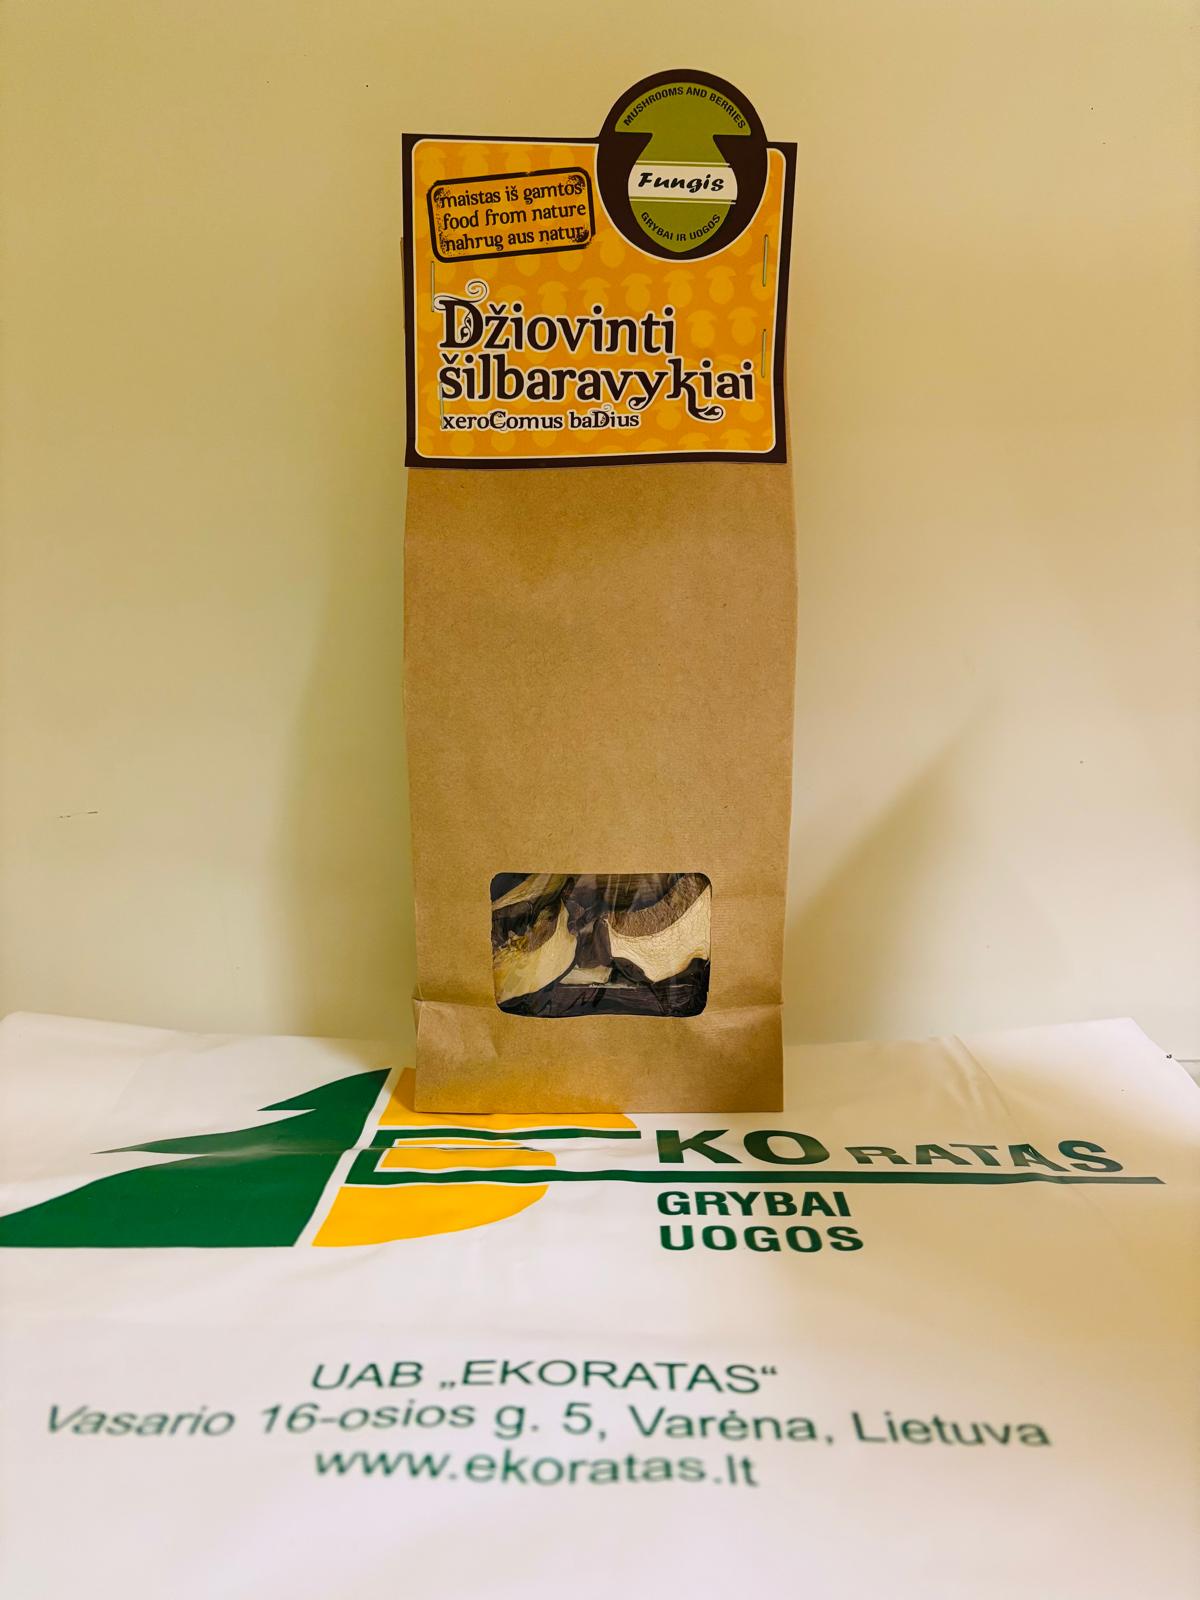 MUSHROOMS AND BERRIES
Fungis
GRYBAI IR UOGOS
maistas iš gamtos
food from nature
nahrug aus natur
Džiovinti
šilbaravykiai
xeroComus baDius
EKO RATAS
GRYBAI
UOGOS
UAB „EKORATAS“
Vasario 16-osios g. 5, Varėna, Lietuva
www.ekoratas.lt